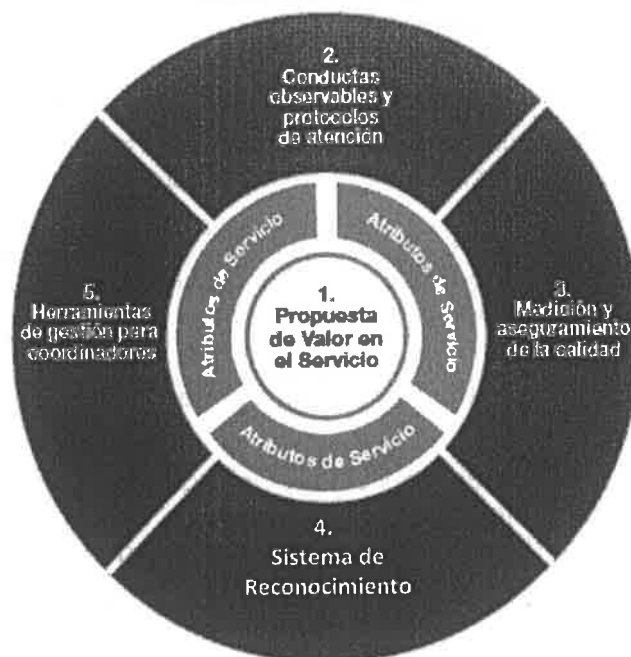 2.
Conductas
observables y
protocolos
de atención
Atributos de Servicio
Atributos de Servicio
1.
Propuesta
de Valor en
el Servicio
5.
Herramientas
de gestión para
coordinadores
3.
Medición y
aseguramiento
de la calidad
Atributos de Servicio
4.
Sistema de
Reconocimiento